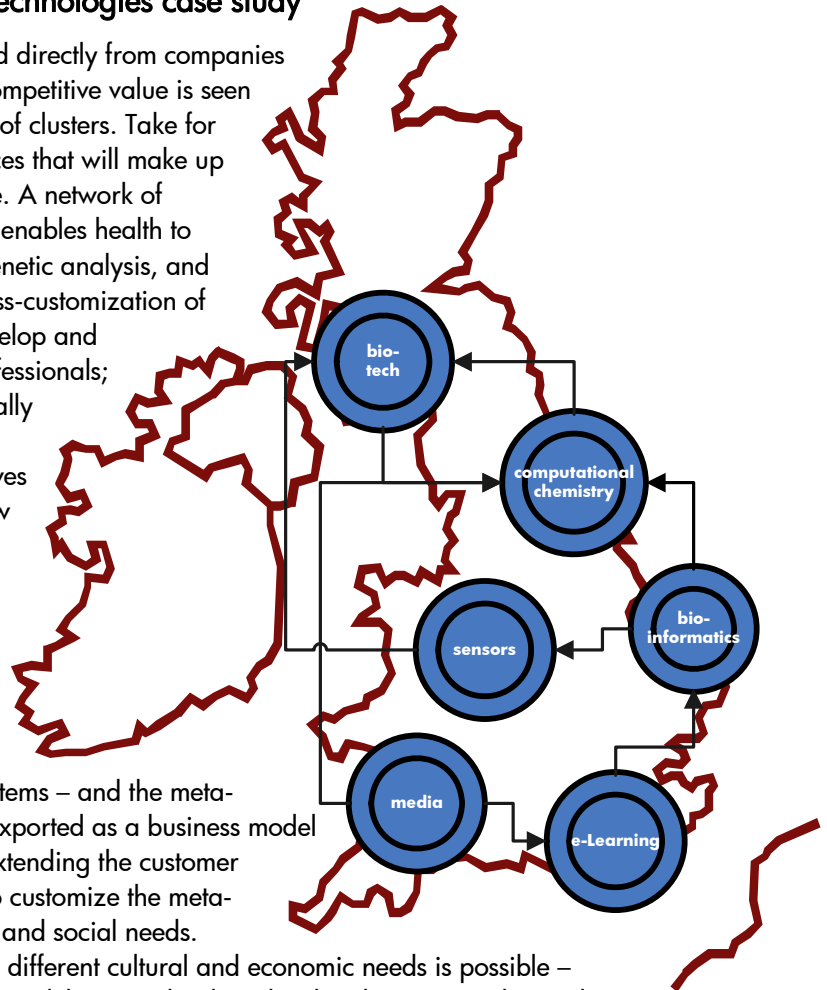 technologies case study
d directly from companies
ompetitive value is seen
of clusters. Take for
ces that will make up
e. A network of
enables health to
enetic analysis, and
ss-customization of
elop and
fessionals;
ally
ves
w
tems – and the meta-
xported as a business model
xtending the customer
o customize the meta-
and social needs.
different cultural and economic needs is possible –
bio-
tech
computational
chemistry
bio-
informatics
sensors
media
e-Learning